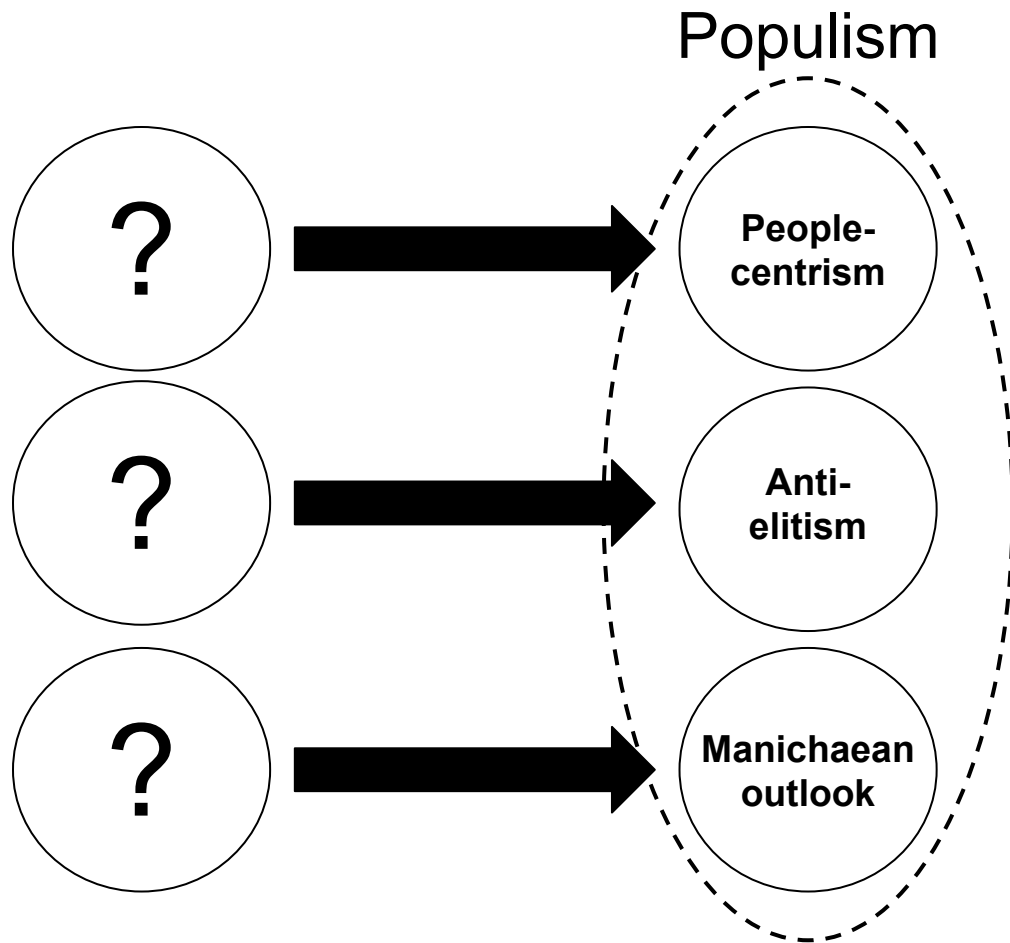 Populism
?
People-
centrism
?
Anti-
elitism
?
Manichaean
outlook